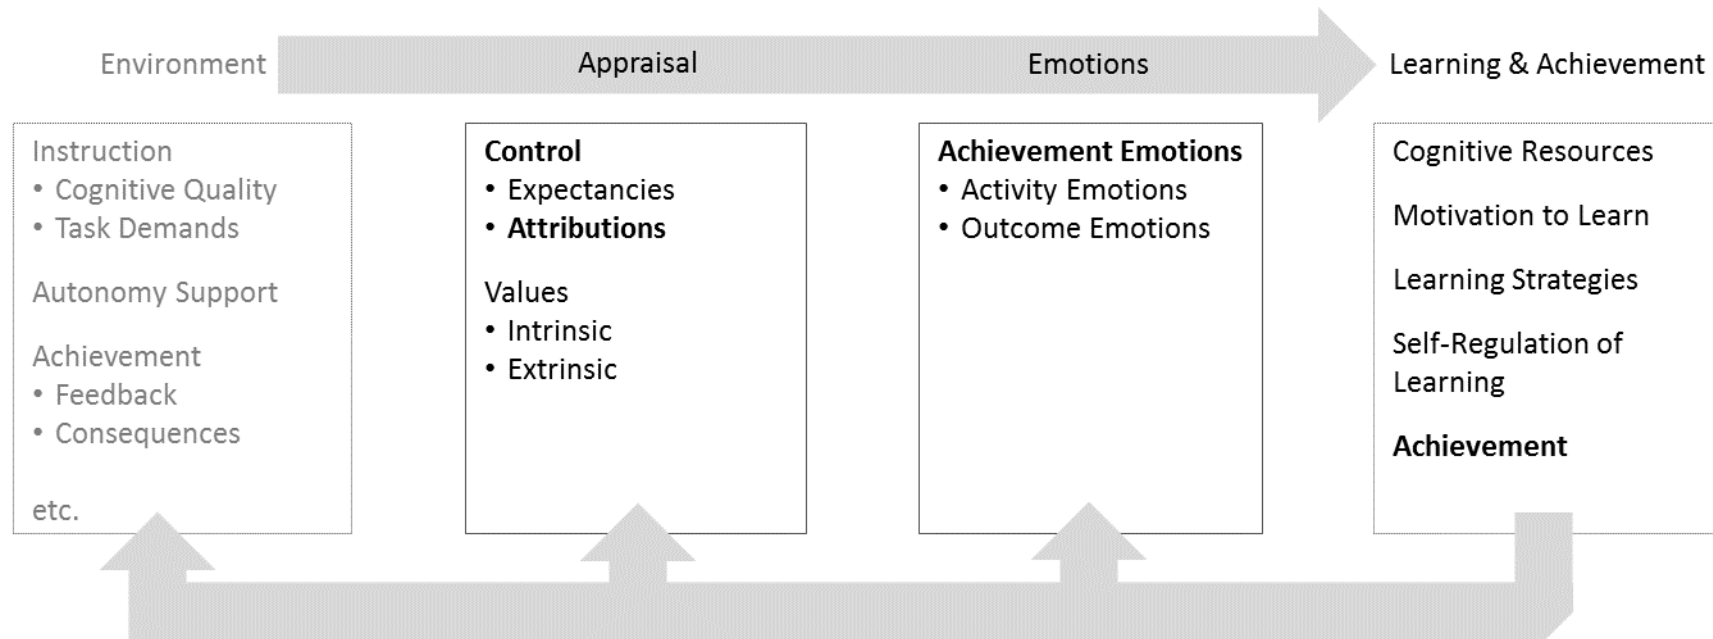 Environment
Appraisal
Emotions
Learning & Achievement
Instruction
• Cognitive Quality
• Task Demands
Autonomy Support
Achievement
• Feedback
• Consequences
etc.
Control
• Expectancies
• Attributions
Values
• Intrinsic
• Extrinsic
Achievement Emotions
• Activity Emotions
• Outcome Emotions
Cognitive Resources
Motivation to Learn
Learning Strategies
Self-Regulation of
Learning
Achievement